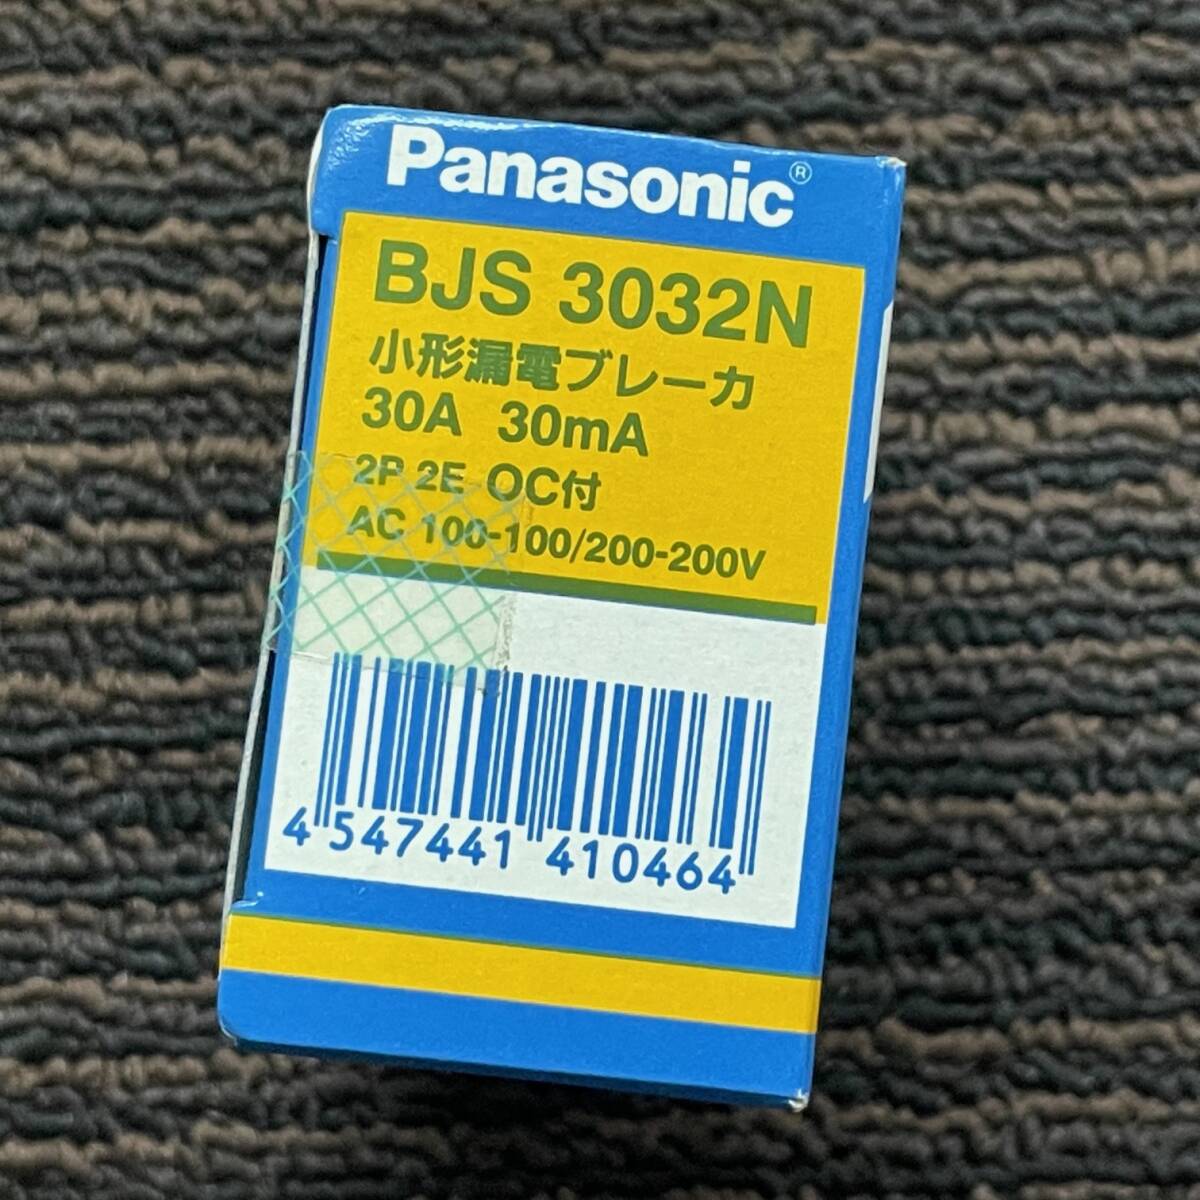 Panasonic®
BJS 3032N
小形漏電ブレーカ
30A 30mA
2P 2E OC付
AC 100-100/200-200V
4 547441 410464